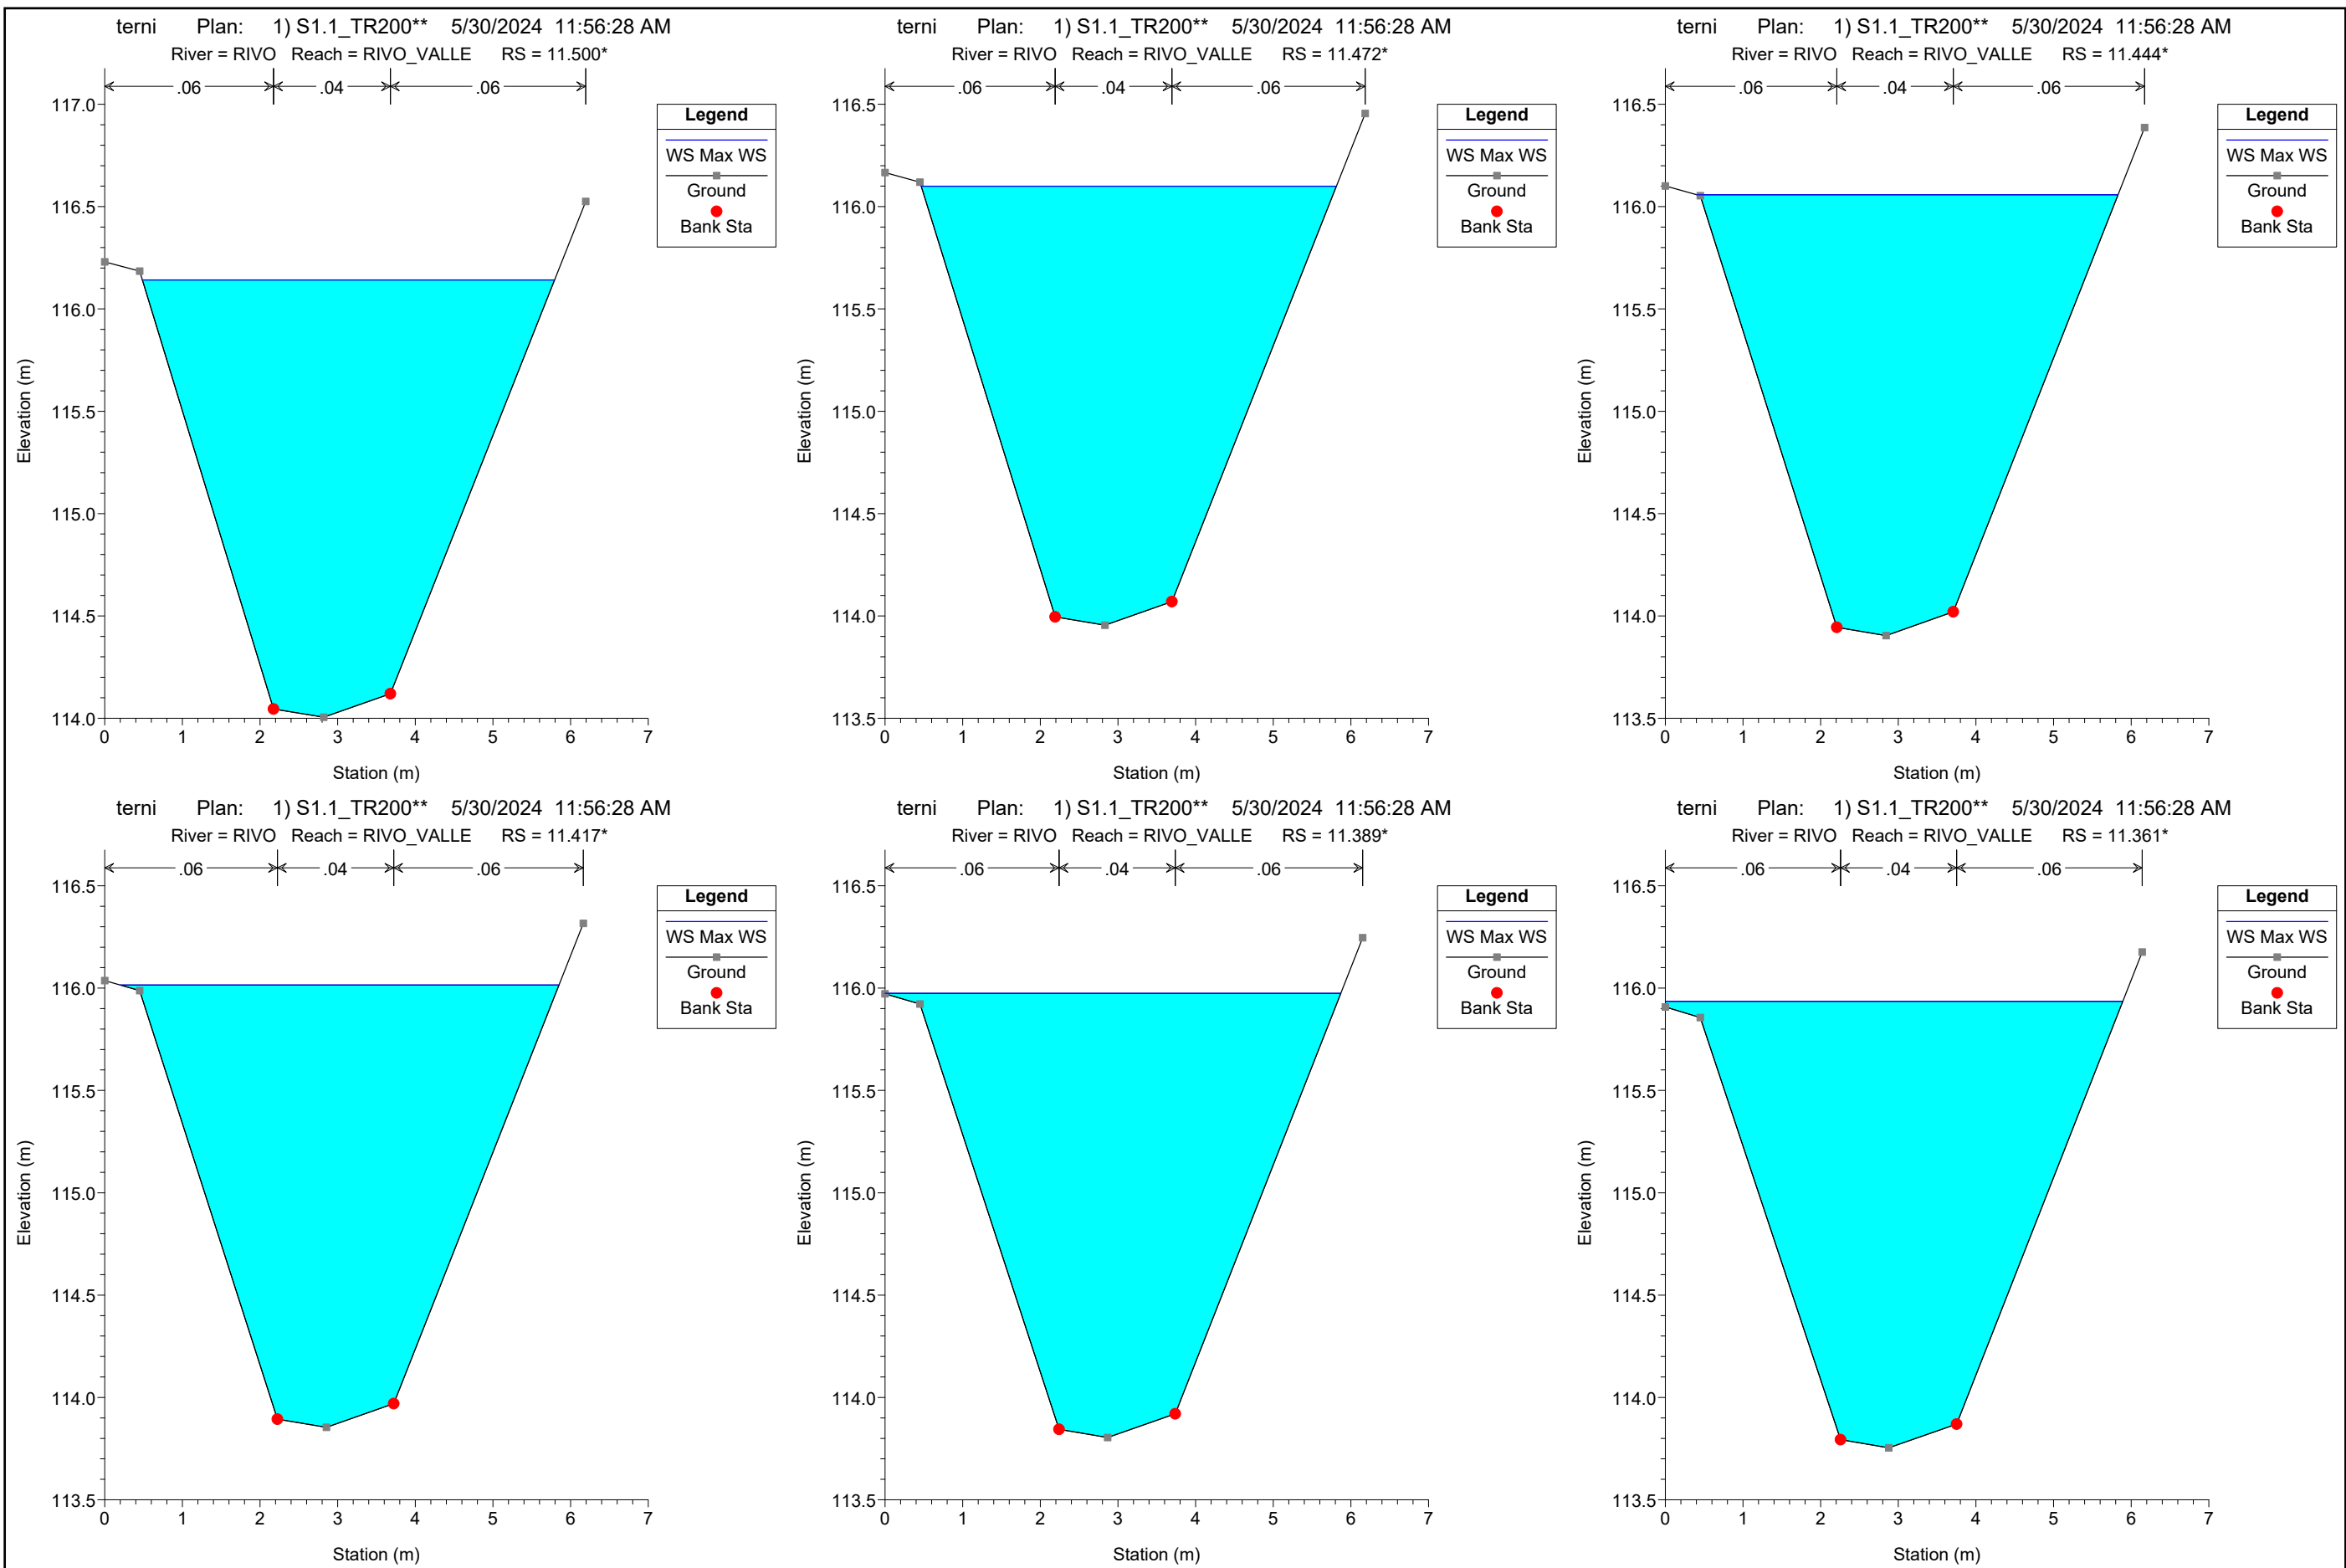 terni Plan: 1) S1.1_TR200** 5/30/2024 11:56:28 AM
River = RIVO Reach = RIVO_VALLE RS = 11.500*
.06 .04 .06
117.0
116.5
116.0
115.5
115.0
114.5
114.0
Elevation (m)
0 1 2 3 4 5 6 7
Station (m)
Legend
WS Max WS
Ground
Bank Sta
terni Plan: 1) S1.1_TR200** 5/30/2024 11:56:28 AM
River = RIVO Reach = RIVO_VALLE RS = 11.472*
.06 .04 .06
116.5
116.0
115.5
115.0
114.5
114.0
113.5
Elevation (m)
0 1 2 3 4 5 6 7
Station (m)
Legend
WS Max WS
Ground
Bank Sta
terni Plan: 1) S1.1_TR200** 5/30/2024 11:56:28 AM
River = RIVO Reach = RIVO_VALLE RS = 11.444*
.06 .04 .06
116.5
116.0
115.5
115.0
114.5
114.0
113.5
Elevation (m)
0 1 2 3 4 5 6 7
Station (m)
Legend
WS Max WS
Ground
Bank Sta
terni Plan: 1) S1.1_TR200** 5/30/2024 11:56:28 AM
River = RIVO Reach = RIVO_VALLE RS = 11.417*
.06 .04 .06
116.5
116.0
115.5
115.0
114.5
114.0
113.5
Elevation (m)
0 1 2 3 4 5 6 7
Station (m)
Legend
WS Max WS
Ground
Bank Sta
terni Plan: 1) S1.1_TR200** 5/30/2024 11:56:28 AM
River = RIVO Reach = RIVO_VALLE RS = 11.389*
.06 .04 .06
116.5
116.0
115.5
115.0
114.5
114.0
113.5
Elevation (m)
0 1 2 3 4 5 6 7
Station (m)
Legend
WS Max WS
Ground
Bank Sta
terni Plan: 1) S1.1_TR200** 5/30/2024 11:56:28 AM
River = RIVO Reach = RIVO_VALLE RS = 11.361*
.06 .04 .06
116.5
116.0
115.5
115.0
114.5
114.0
113.5
Elevation (m)
0 1 2 3 4 5 6 7
Station (m)
Legend
WS Max WS
Ground
Bank Sta